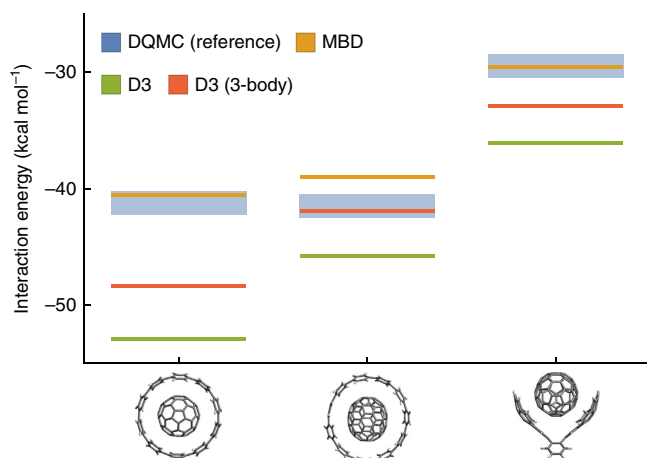 DQMC (reference) MBD
D3 D3 (3-body)
Interaction energy (kcal mol−1)
−30
−40
−50